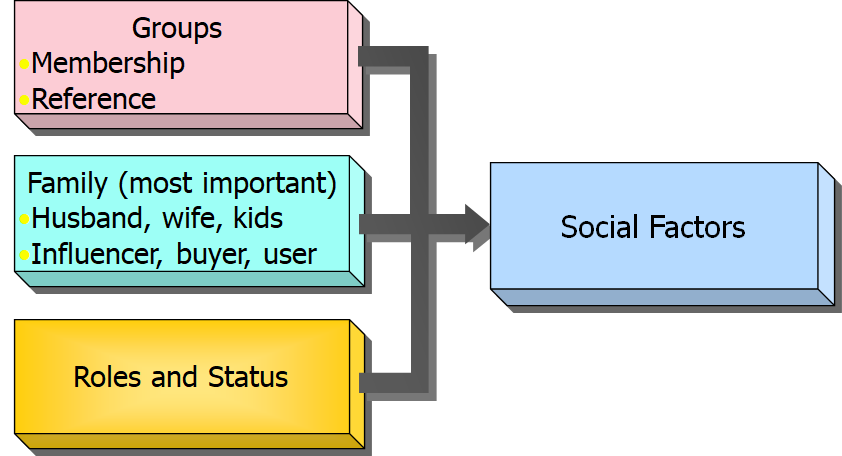 Groups
•Membership
•Reference
Family (most important)
•Husband, wife, kids
•Influencer, buyer, user
Roles and Status
Social Factors